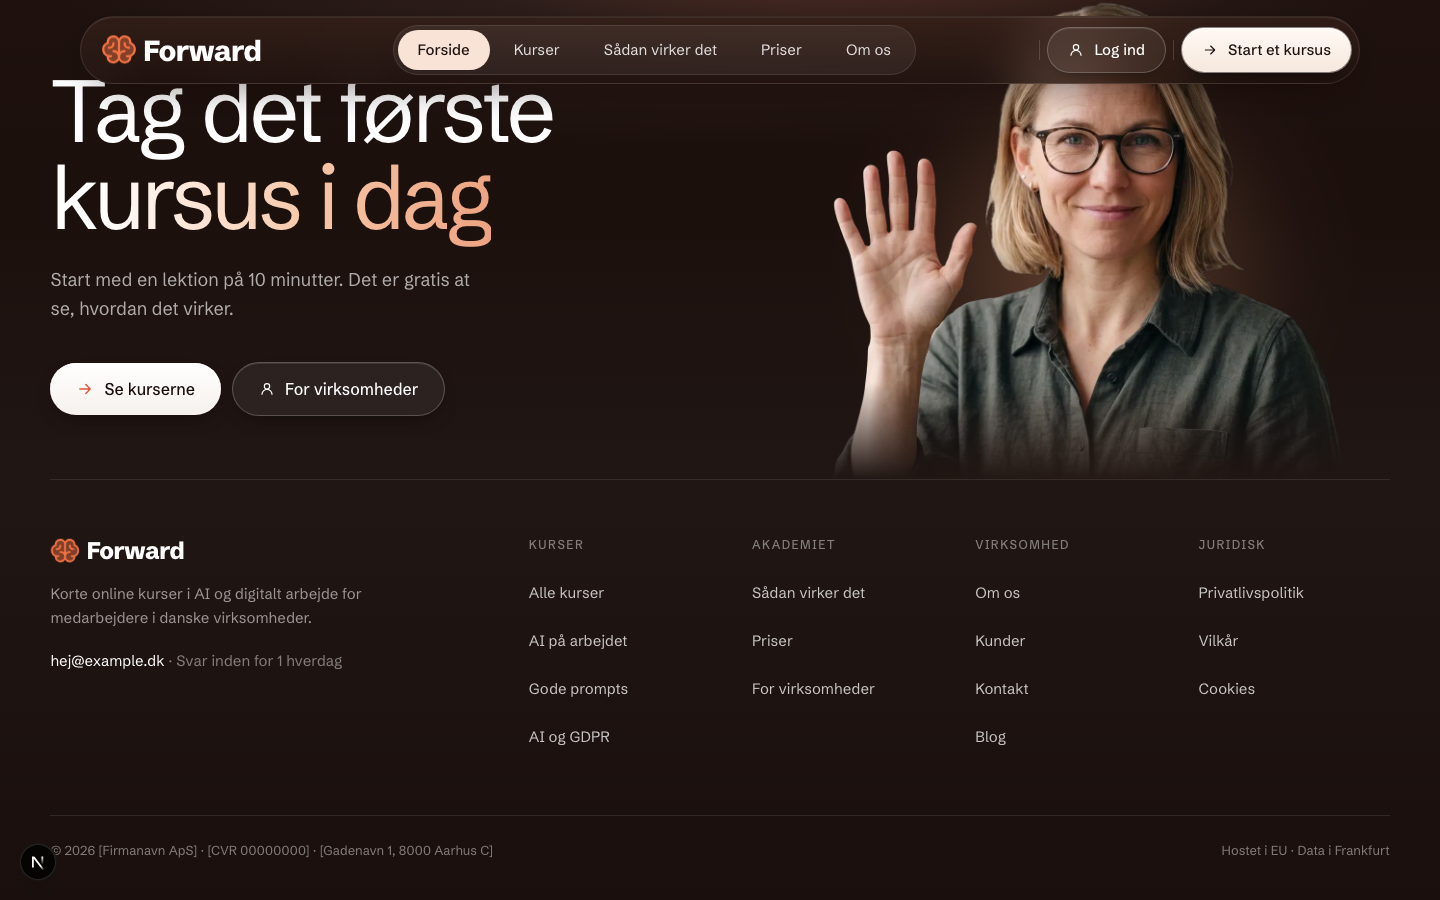 Forward
Forside
Kurser
Sådan virker det
Priser
Om os
Log ind
Start et kursus
Tag det første
kursus i dag
Start med en lektion på 10 minutter. Det er gratis at
se, hvordan det virker.
Se kurserne
For virksomheder
Forward
Korte online kurser i AI og digitalt arbejde for
medarbejdere i danske virksomheder.
hej@example.dk · Svar inden for 1 hverdag
KURSER
Alle kurser
AI på arbejdet
Gode prompts
AI og GDPR
AKADEMIET
Sådan virker det
Priser
For virksomheder
VIRKSOMHED
Om os
Kunder
Kontakt
Blog
JURIDISK
Privatlivspolitik
Vilkår
Cookies
N
© 2026 [Firmanavn ApS] · [CVR 00000000] · [Gadenavn 1, 8000 Aarhus C]
Hostet i EU · Data i Frankfurt